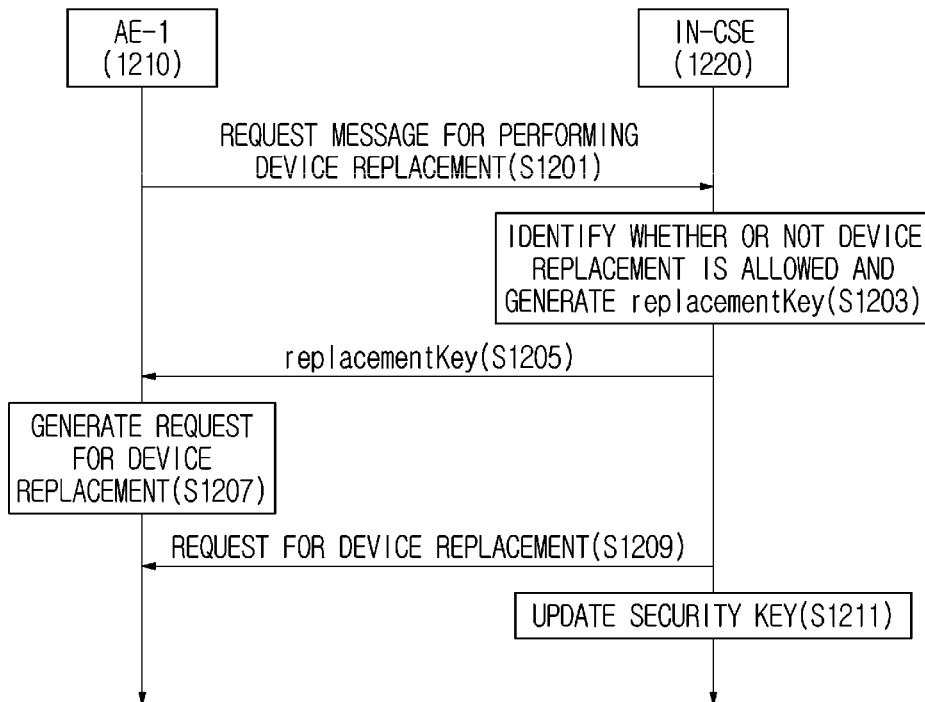 AE-1
(1210)
IN-CSE
(1220)
REQUEST MESSAGE FOR PERFORMING
DEVICE REPLACEMENT(S1201)
IDENTIFY WHETHER OR NOT DEVICE
REPLACEMENT IS ALLOWED AND
GENERATE replacementKey(S1203)
replacementKey(S1205)
GENERATE REQUEST
FOR DEVICE
REPLACEMENT(S1207)
REQUEST FOR DEVICE REPLACEMENT(S1209)
UPDATE SECURITY KEY(S1211)